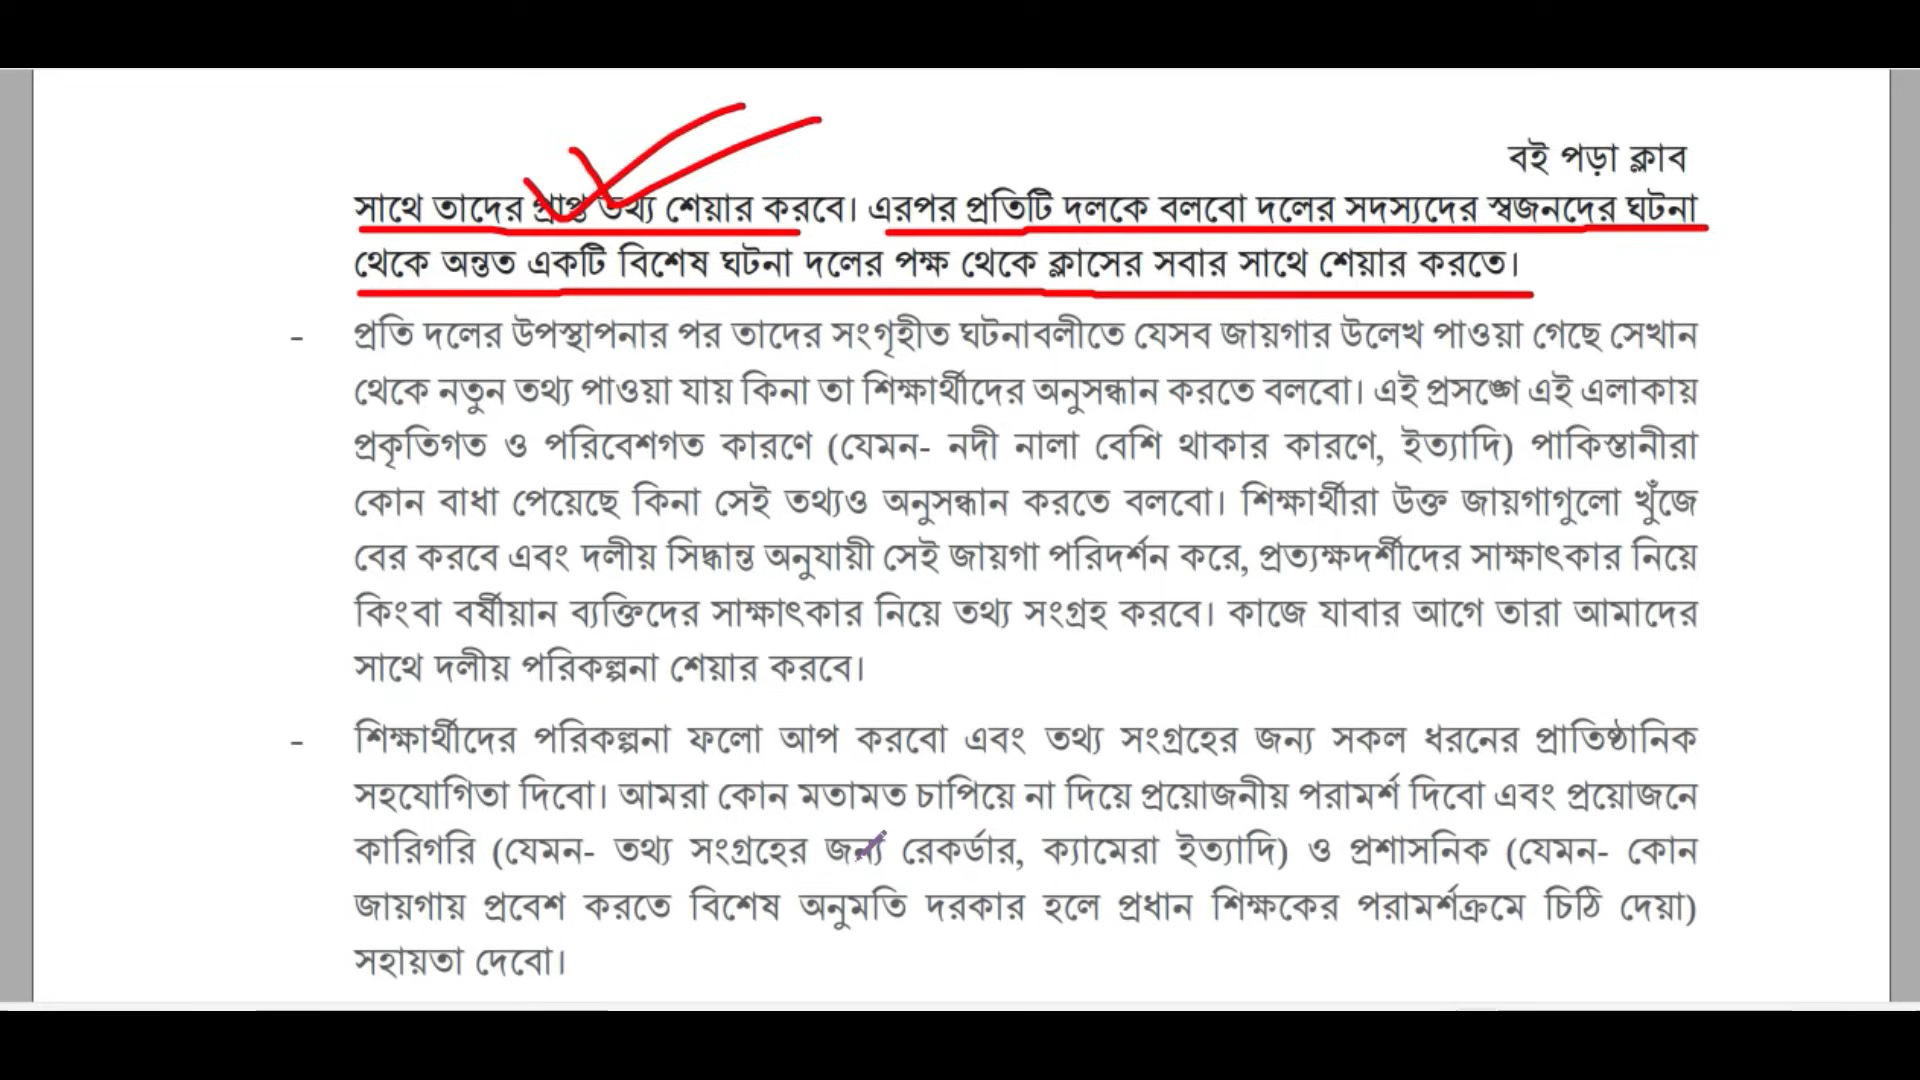 বই পড়া ক্লাব
সাথে তাদের প্রাপ্ত তথ্য শেয়ার করবে। এরপর প্রতিটি দলকে বলবো দলের সদস্যদের স্বজনদের ঘটনা
থেকে অন্তত একটি বিশেষ ঘটনা দলের পক্ষ থেকে ক্লাসের সবার সাথে শেয়ার করতে।
- প্রতি দলের উপস্থাপনার পর তাদের সংগৃহীত ঘটনাবলীতে যেসব জায়গার উলেখ পাওয়া গেছে সেখান
থেকে নতুন তথ্য পাওয়া যায় কিনা তা শিক্ষার্থীদের অনুসন্ধান করতে বলবো। এই প্রসঙ্গে এই এলাকায়
প্রকৃতিগত ও পরিবেশগত কারণে (যেমন- নদী নালা বেশি থাকার কারণে, ইত্যাদি) পাকিস্তানীরা
কোন বাধা পেয়েছে কিনা সেই তথ্যও অনুসন্ধান করতে বলবো। শিক্ষার্থীরা উক্ত জায়গাগুলো খুঁজে
বের করবে এবং দলীয় সিদ্ধান্ত অনুযায়ী সেই জায়গা পরিদর্শন করে, প্রত্যক্ষদর্শীদের সাক্ষাৎকার নিয়ে
কিংবা বর্ষীয়ান ব্যক্তিদের সাক্ষাৎকার নিয়ে তথ্য সংগ্রহ করবে। কাজে যাবার আগে তারা আমাদের
সাথে দলীয় পরিকল্পনা শেয়ার করবে।
- শিক্ষার্থীদের পরিকল্পনা ফলো আপ করবো এবং তথ্য সংগ্রহের জন্য সকল ধরনের প্রাতিষ্ঠানিক
সহযোগিতা দিবো। আমরা কোন মতামত চাপিয়ে না দিয়ে প্রয়োজনীয় পরামর্শ দিবো এবং প্রয়োজনে
কারিগরি (যেমন- তথ্য সংগ্রহের জন্য রেকর্ডার, ক্যামেরা ইত্যাদি) ও প্রশাসনিক (যেমন- কোন
জায়গায় প্রবেশ করতে বিশেষ অনুমতি দরকার হলে প্রধান শিক্ষকের পরামর্শক্রমে চিঠি দেয়া)
সহায়তা দেবো।